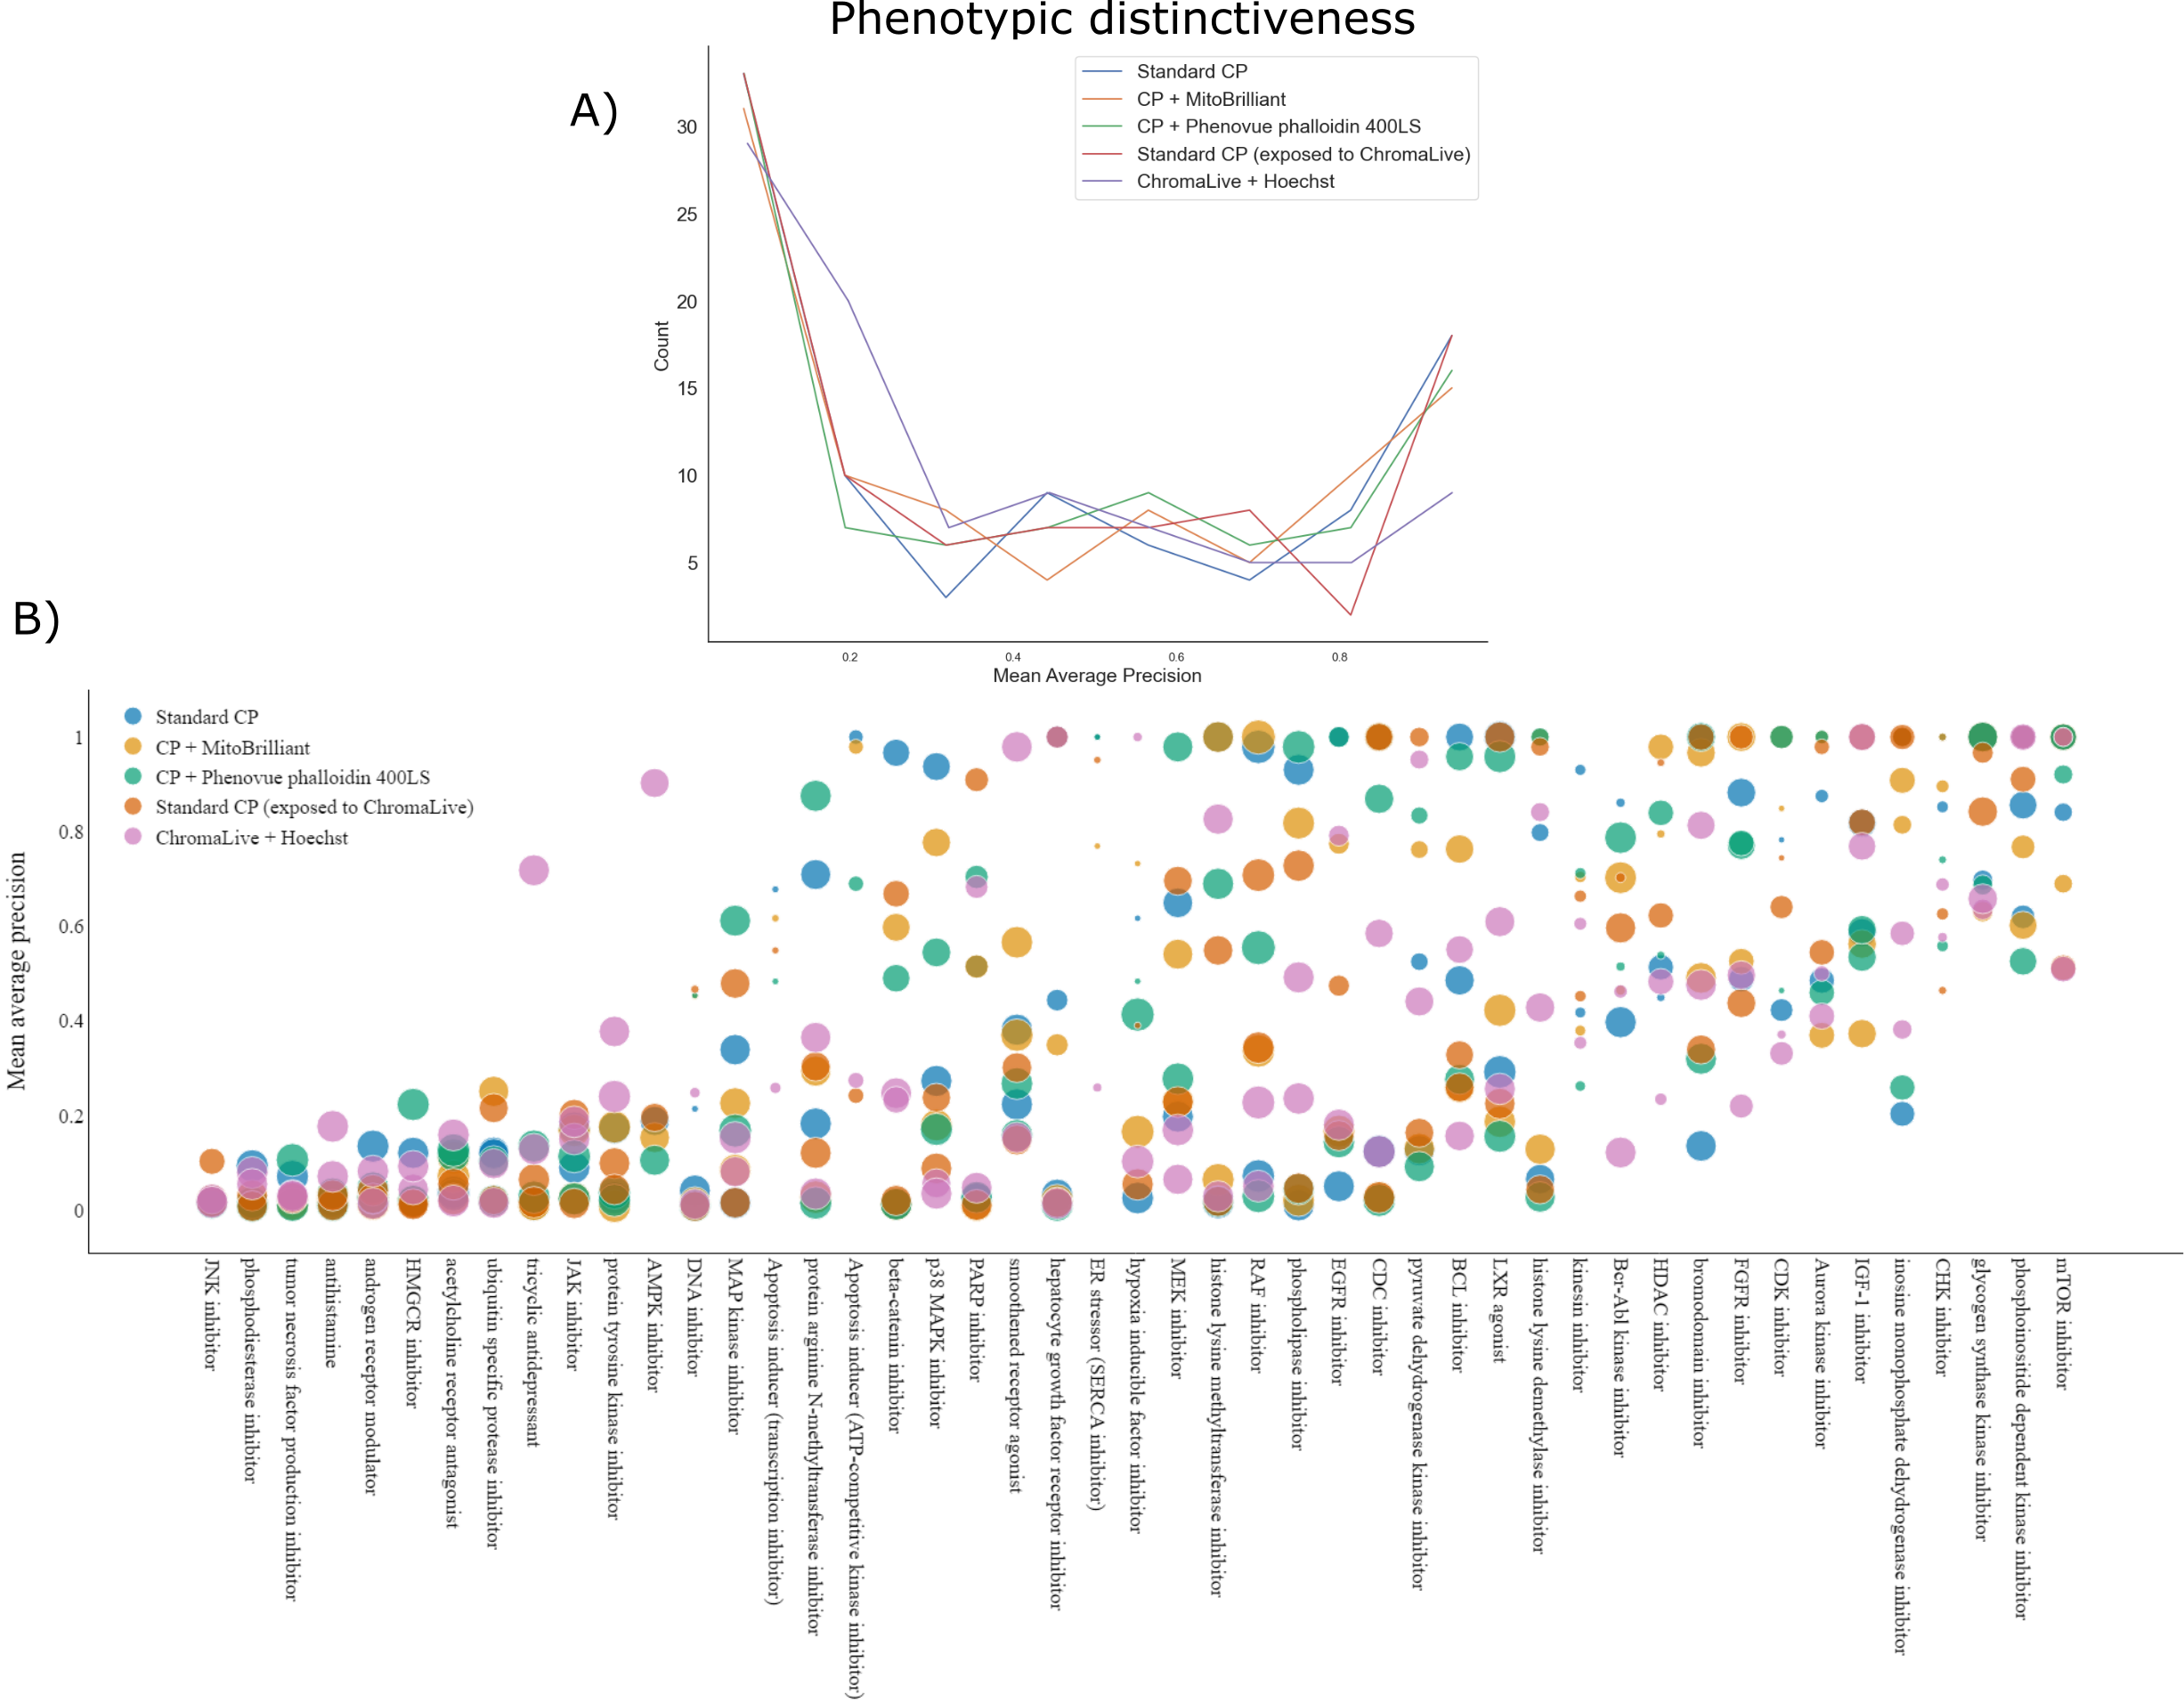 Phenotypic distinctiveness
A)
Standard CP
CP + MitoBrilliant
CP + Phenovue phalloidin 400LS
Standard CP (exposed to ChromaLive)
ChromaLive + Hoechst
30
25
20
15
10
5
Count
0.2 0.4 0.6 0.8
Mean Average Precision
B)
Standard CP
CP + MitoBrilliant
CP + Phenovue phalloidin 400LS
Standard CP (exposed to ChromaLive)
ChromaLive + Hoechst
1
0.8
0.6
0.4
0.2
0
Mean average precision
JNK inhibitor
phosphodiesterase inhibitor
tumor necrosis factor production inhibitor
antihistamine
androgen receptor modulator
HMGCR inhibitor
acetylcholine receptor antagonist
ubiquitin specific protease inhibitor
tricyclic antidepressant
JAK inhibitor
protein tyrosine kinase inhibitor
AMPK inhibitor
DNA inhibitor
MAP kinase inhibitor
Apoptosis inducer (transcription inhibitor)
protein arginine N-methyltransferase inhibitor
Apoptosis inducer (ATP-competitive kinase inhibitor)
beta-catenin inhibitor
p38 MAPK inhibitor
PARP inhibitor
smoothened receptor agonist
hepatocyte growth factor receptor inhibitor
ER stressor (SERCA inhibitor)
hypoxia inducible factor inhibitor
MEK inhibitor
histone lysine methyltransferase inhibitor
RAF inhibitor
phospholipase inhibitor
EGFR inhibitor
CDC inhibitor
pyruvate dehydrogenase kinase inhibitor
BCL inhibitor
LXR agonist
histone lysine demethylase inhibitor
kinesin inhibitor
Bcr-Abl kinase inhibitor
HDAC inhibitor
bromodomain inhibitor
FGFR inhibitor
CDK inhibitor
Aurora kinase inhibitor
IGF-1 inhibitor
inosine monophosphate dehydrogenase inhibitor
CHK inhibitor
glycogen synthase kinase inhibitor
phosphoinositide dependent kinase inhibitor
mTOR inhibitor